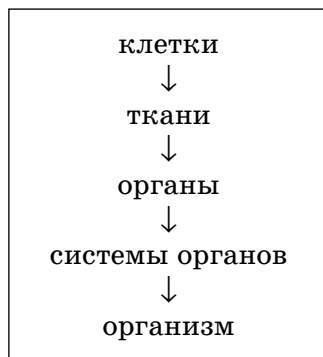 клетки
↓
ткани
↓
органы
↓
системы органов
↓
организм